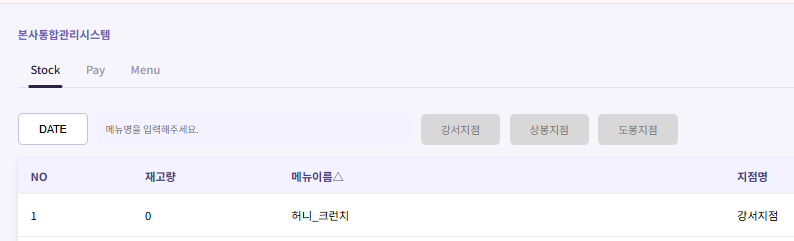 본사통합관리시스템
Stock Pay Menu
DATE 메뉴명을 입력해주세요. 강서지점 상봉지점 도봉지점
NO 재고량 메뉴이름△ 지점명
1 0 허니_크런치 강서지점